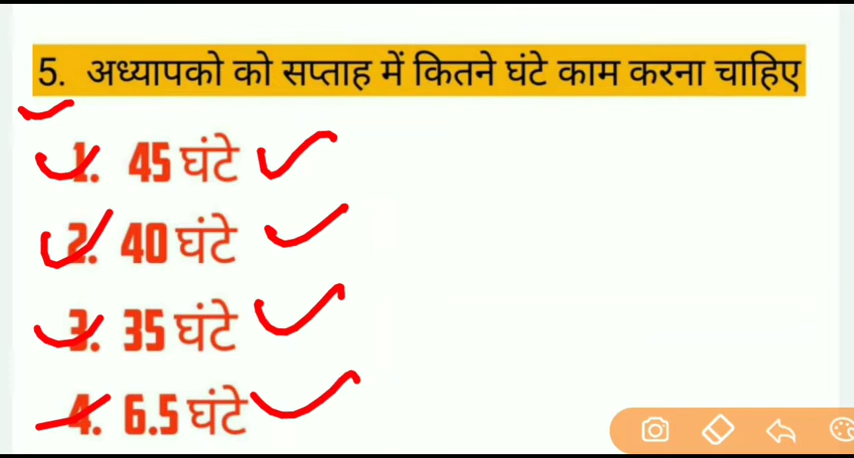 5. अध्यापको को सप्ताह में कितने घंटे काम करना चाहिए
1. 45 घंटे
2. 40 घंटे
3. 35 घंटे
4. 6.5 घंटे